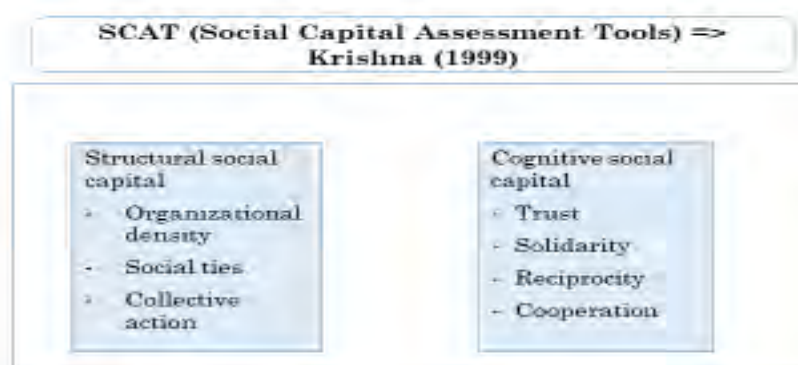 SCAT (Social Capital Assessment Tools) =>
Krishna (1999)
Structural social
capital
- Organizational
density
- Social ties
- Collective
action
Cognitive social
capital
- Trust
- Solidarity
- Reciprocity
- Cooperation